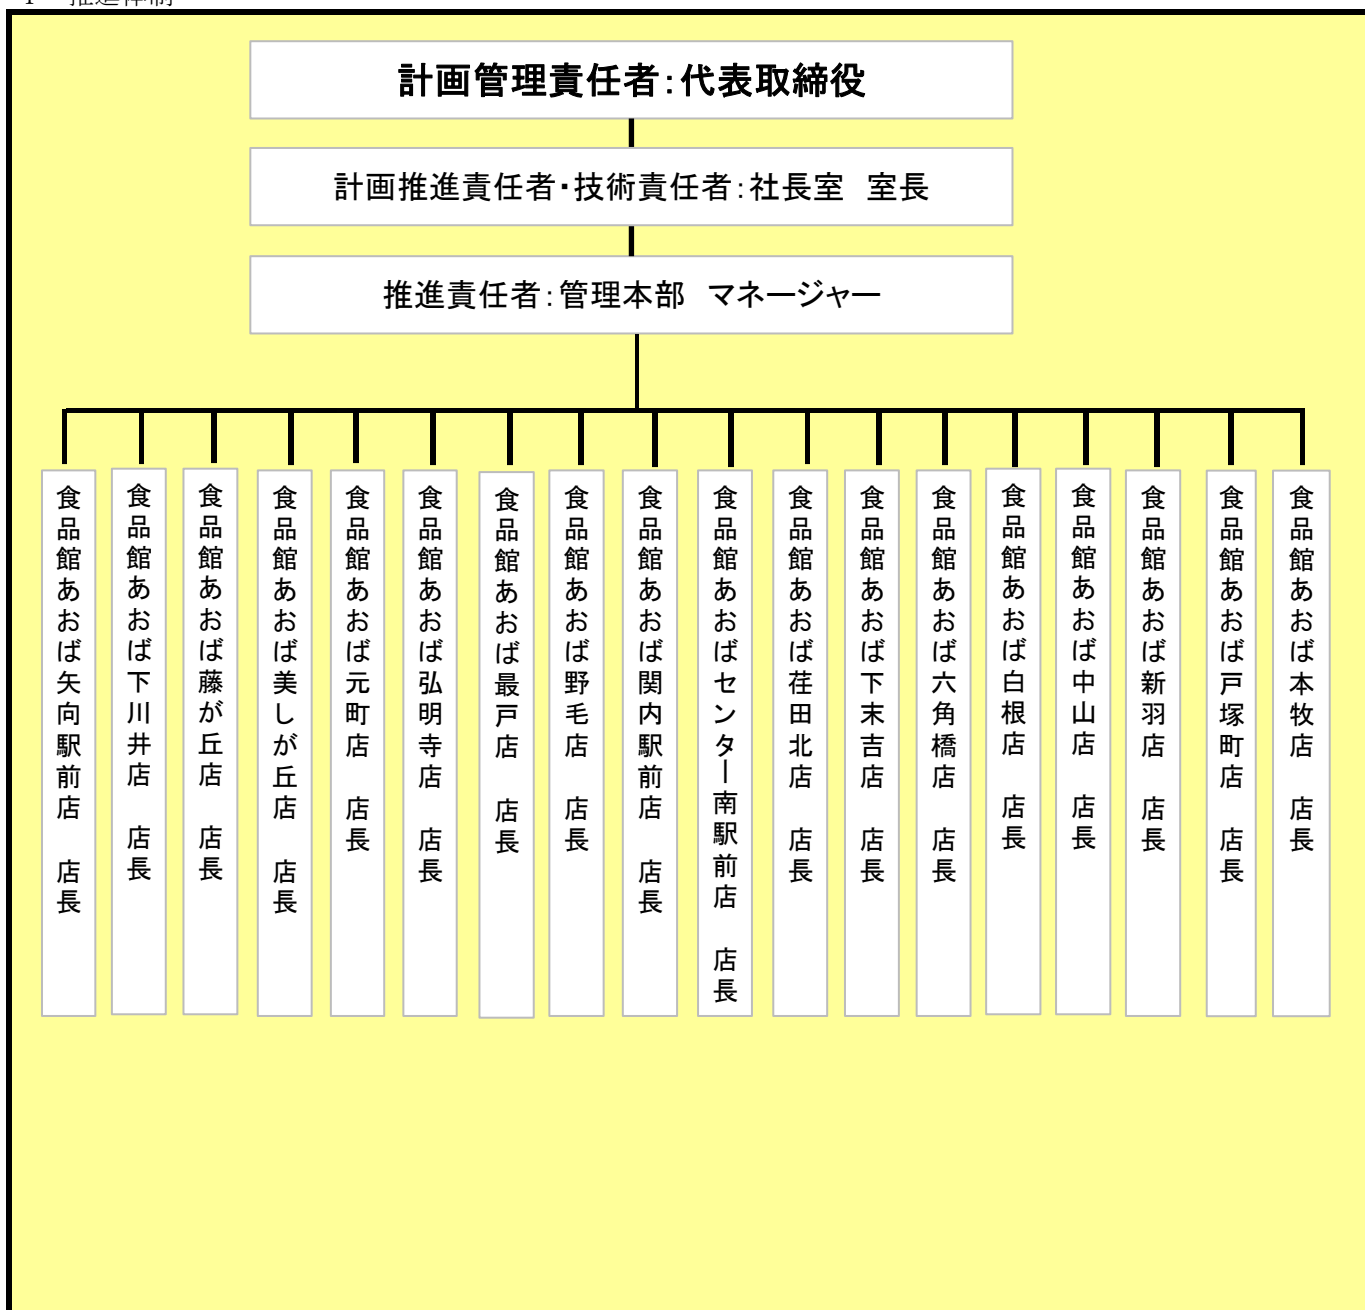 計画管理責任者：代表取締役
計画推進責任者・技術責任者：社長室　室長
推進責任者：管理本部　マネージャー
食品館あおば矢向駅前店　店長
食品館あおば下川井店　店長
食品館あおば藤が丘店　店長
食品館あおば美しが丘店　店長
食品館あおば元町店　店長
食品館あおば弘明寺店　店長
食品館あおば最戸店　店長
食品館あおば野毛店　店長
食品館あおば関内駅前店　店長
食品館あおばセンター南駅前店　店長
食品館あおば荏田北店　店長
食品館あおば下末吉店　店長
食品館あおば六角橋店　店長
食品館あおば白根店　店長
食品館あおば中山店　店長
食品館あおば新羽店　店長
食品館あおば戸塚町店　店長
食品館あおば本牧店　店長